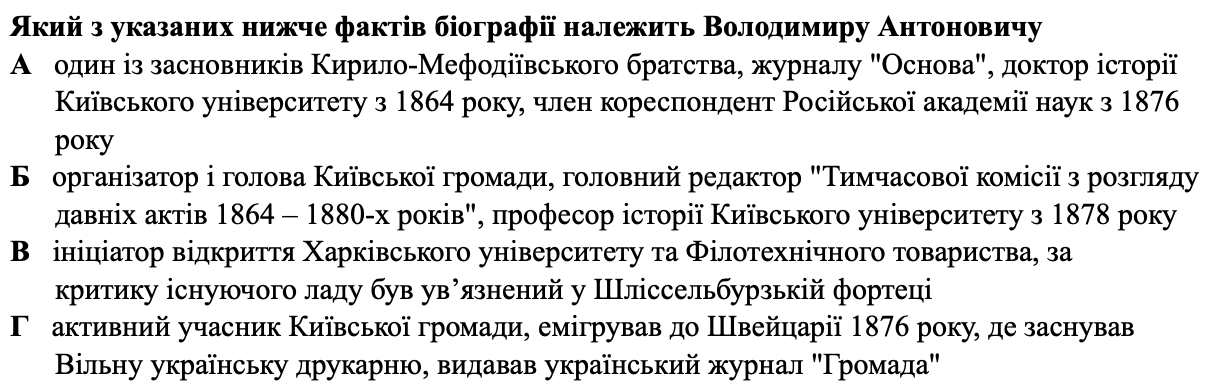 Який з указаних нижче фактів біографії належить Володимиру Антоновичу
А один із засновників Кирило-Мефодіївського братства, журналу "Основа", доктор історії
Київського університету з 1864 року, член кореспондент Російської академії наук з 1876
року
Б організатор і голова Київської громади, головний редактор "Тимчасової комісії з розгляду
давніх актів 1864 – 1880-х років", професор історії Київського університету з 1878 року
В ініціатор відкриття Харківського університету та Філотехнічного товариства, за
критику існуючого ладу був ув’язнений у Шліссельбурзькій фортеці
Г активний учасник Київської громади, емігрував до Швейцарії 1876 року, де заснував
Вільну українську друкарню, видавав український журнал "Громада"